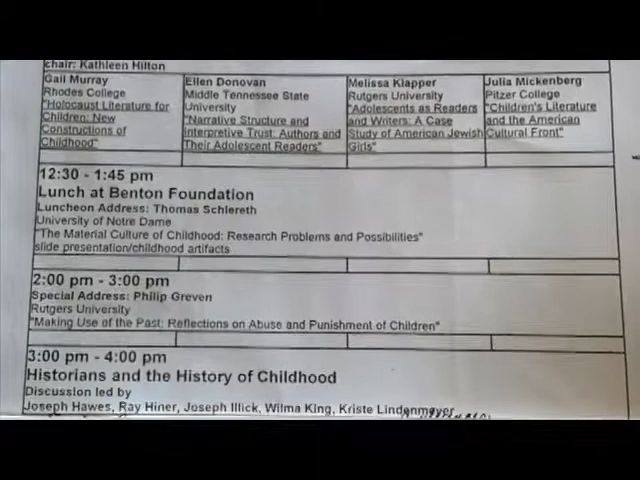 chair: Kathleen Hilton
Gail Murray
Rhodes College
"Holocaust Literature for
Children: New
Constructions of
Childhood"
Ellen Donovan
Middle Tennessee State
University
"Narrative Structure and
Interpretive Trust: Authors and
Their Adolescent Readers"
Melissa Klapper
Rutgers University
"Adolescents as Readers
and Writers: A Case
Study of American Jewish
Girls"
Julia Mickenberg
Pitzer College
"Children's Literature
and the American
Cultural Front"
12:30 - 1:45 pm
Lunch at Benton Foundation
Luncheon Address: Thomas Schlereth
University of Notre Dame
"The Material Culture of Childhood: Research Problems and Possibilities"
slide presentation/childhood artifacts
2:00 pm - 3:00 pm
Special Address: Philip Greven
Rutgers University
"Making Use of the Past: Reflections on Abuse and Punishment of Children"
3:00 pm - 4:00 pm
Historians and the History of Childhood
Discussion led by
Joseph Hawes, Ray Hiner, Joseph Illick, Wilma King, Kriste Lindenmeyer